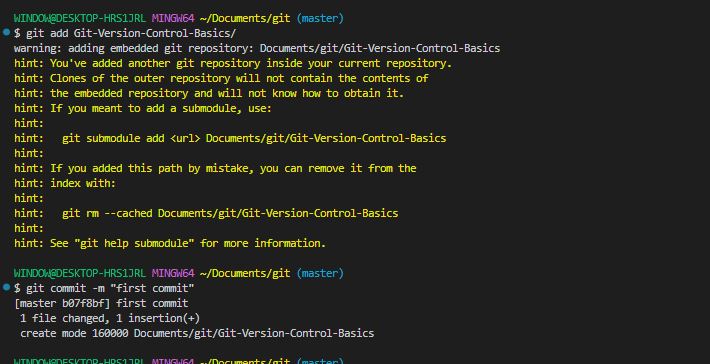 WINDOW@DESKTOP-HRS1JRL MINGW64 ~/Documents/git (master)
$ git add Git-Version-Control-Basics/
warning: adding embedded git repository: Documents/git/Git-Version-Control-Basics
hint: You've added another git repository inside your current repository.
hint: Clones of the outer repository will not contain the contents of
hint: the embedded repository and will not know how to obtain it.
hint: If you meant to add a submodule, use:
hint:
hint:   git submodule add <url> Documents/git/Git-Version-Control-Basics
hint:
hint: If you added this path by mistake, you can remove it from the
hint: index with:
hint:
hint:   git rm --cached Documents/git/Git-Version-Control-Basics
hint:
hint: See "git help submodule" for more information.

WINDOW@DESKTOP-HRS1JRL MINGW64 ~/Documents/git (master)
$ git commit -m "first commit"
[master b07f8bf] first commit
 1 file changed, 1 insertion(+)
 create mode 160000 Documents/git/Git-Version-Control-Basics